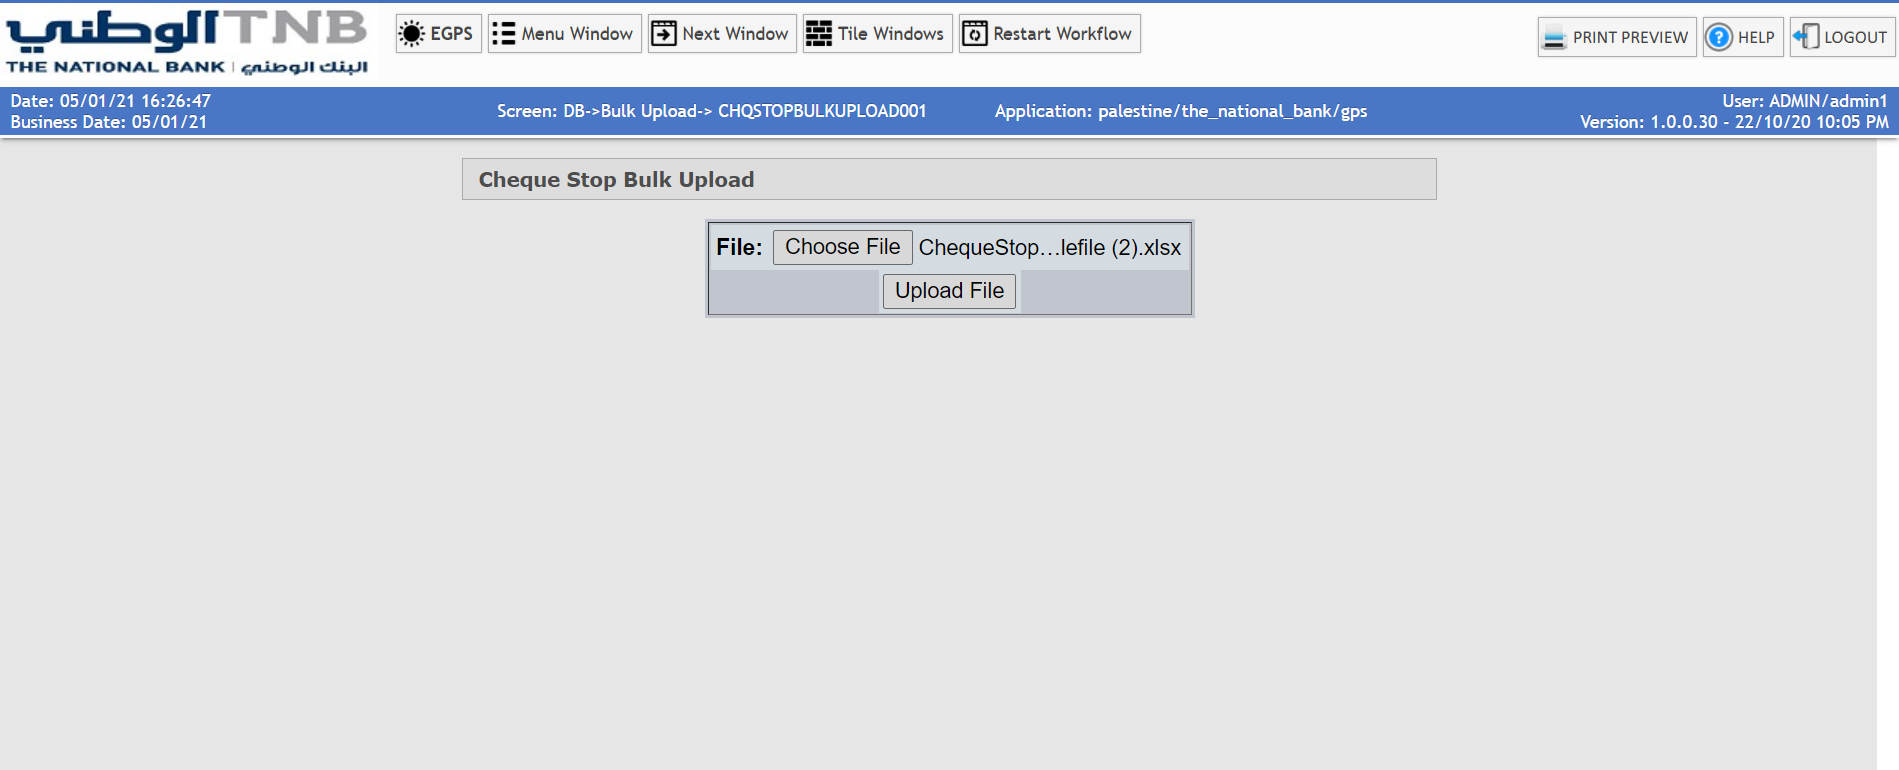 الوطني TNB
THE NATIONAL BANK | البنك الوطني
EGPS
Menu Window
Next Window
Tile Windows
Restart Workflow
PRINT PREVIEW
HELP
LOGOUT
Date: 05/01/21 16:26:47
Business Date: 05/01/21
Screen: DB->Bulk Upload-> CHQSTOPBULKUPLOAD001
Application: palestine/the_national_bank/gps
User: ADMIN/admin1
Version: 1.0.0.30 - 22/10/20 10:05 PM
Cheque Stop Bulk Upload
File: Choose File ChequeStop…lefile (2).xlsx
Upload File